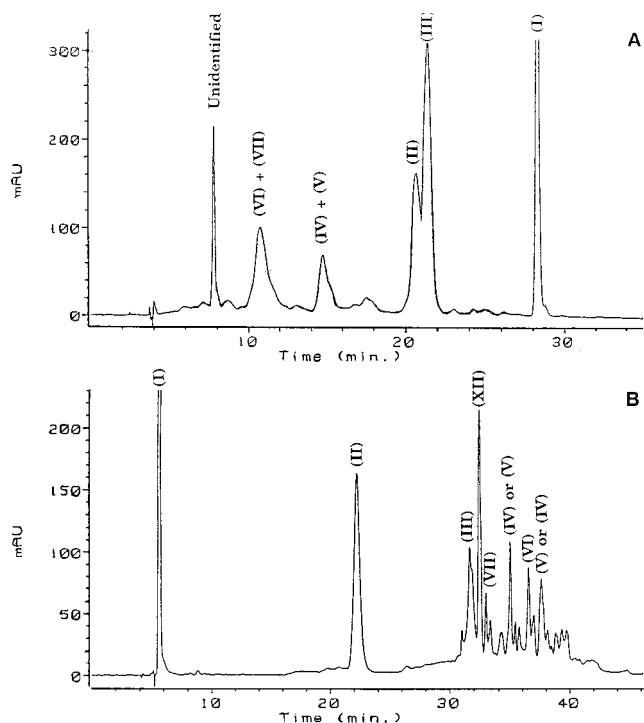 A
300
200
100
0
mAU
Unidentified
(VI) + (VII)
(IV) + (V)
(II)
(III)
(I)
10
20
30
Time (min.)
B
200
150
100
50
0
mAU
(I)
(II)
(III)
(XII)
(VII)
(IV) or (V)
(VI)
(V) or (IV)
10
20
30
40
Time (min.)